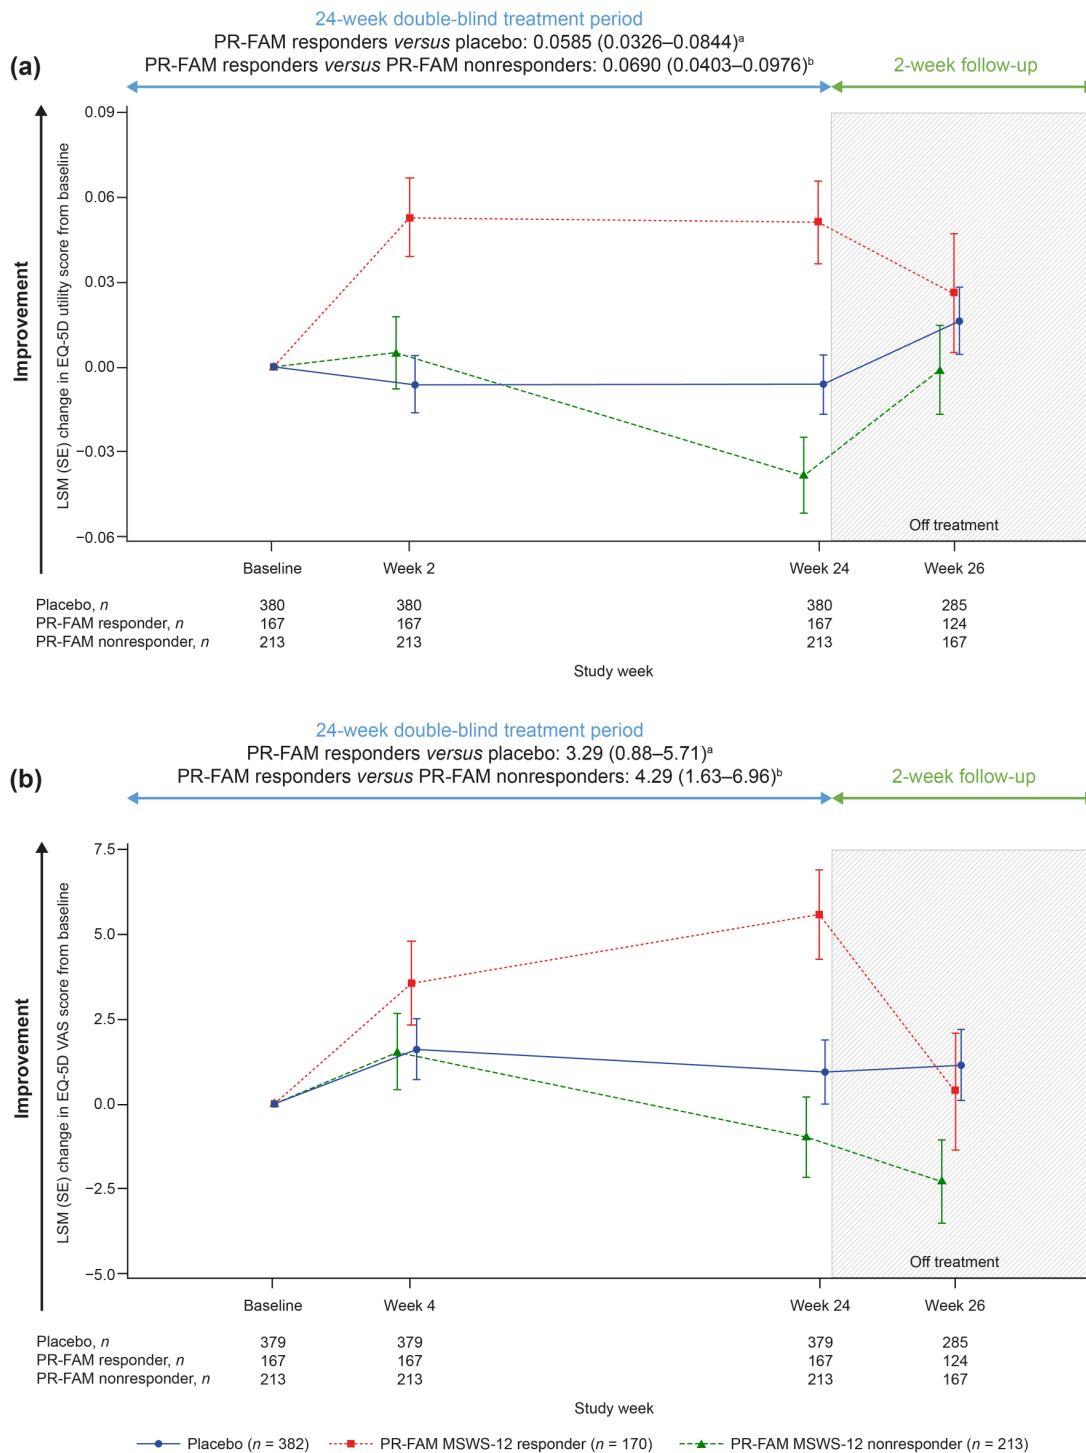 24-week double-blind treatment period
PR-FAM responders versus placebo: 0.0585 (0.0326–0.0844)a
(a)
PR-FAM responders versus PR-FAM nonresponders: 0.0690 (0.0403–0.0976)b
2-week follow-up
Improvement
LSM (SE) change in EQ-5D utility score from baseline
0.09
0.06
0.03
0.00
−0.03
−0.06
Off treatment
Baseline Week 2 Week 24 Week 26
Placebo, n 380 380 380 285
PR-FAM responder, n 167 167 167 124
PR-FAM nonresponder, n 213 213 213 167
Study week
24-week double-blind treatment period
PR-FAM responders versus placebo: 3.29 (0.88–5.71)a
(b)
PR-FAM responders versus PR-FAM nonresponders: 4.29 (1.63–6.96)b
2-week follow-up
Improvement
LSM (SE) change in EQ-5D VAS score from baseline
7.5
5.0
2.5
0.0
−2.5
−5.0
Off treatment
Baseline Week 4 Week 24 Week 26
Placebo, n 379 379 379 285
PR-FAM responder, n 167 167 167 124
PR-FAM nonresponder, n 213 213 213 167
Study week
Placebo (n = 382) PR-FAM MSWS-12 responder (n = 170) PR-FAM MSWS-12 nonresponder (n = 213)